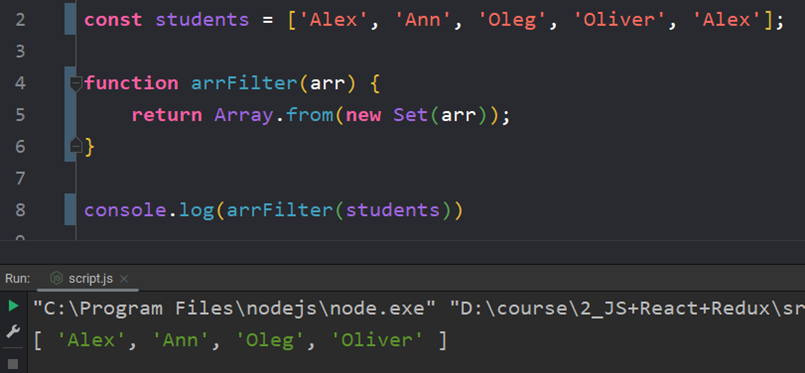 2 const students = ['Alex', 'Ann', 'Oleg', 'Oliver', 'Alex'];
3
4 function arrFilter(arr) {
5     return Array.from(new Set(arr));
6 }
7
8 console.log(arrFilter(students))
Run: script.js ×
"C:\Program Files\nodejs\node.exe" "D:\course\2_JS+React+Redux\sr
[ 'Alex', 'Ann', 'Oleg', 'Oliver' ]